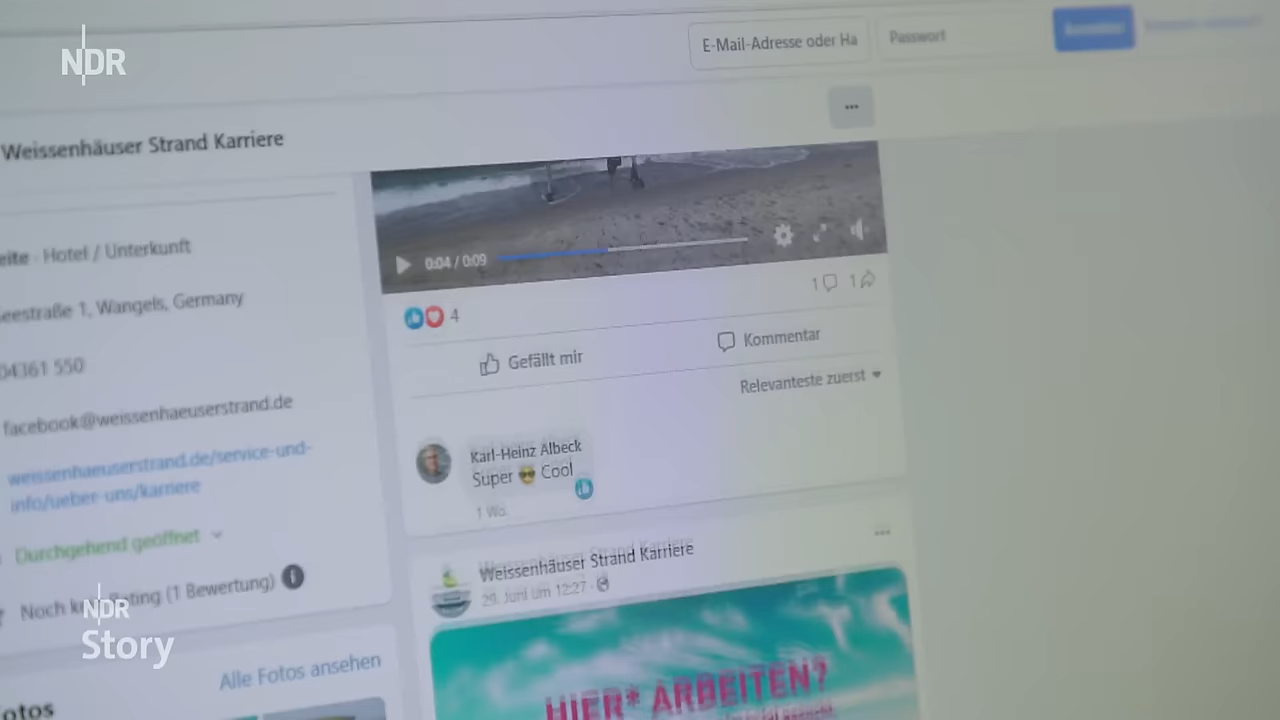 NDR
E-Mail-Adresse oder Ha
Passwort
Weissenhäuser Strand Karriere
eite · Hotel / Unterkunft
eestraße 1, Wangels, Germany
04361 550
facebook@weissenhaeuserstrand.de
weissenhaeuserstrand.de/service-und-
info/ueber-uns/karriere
Durchgehend geöffnet
Noch k ating (1 Bewertung)
Alle Fotos ansehen
otos
0:04 / 0:09
4
1 1
Gefällt mir
Kommentar
Relevanteste zuerst
Karl-Heinz Albeck
Super 😎 Cool
1 Wo.
Weissenhäuser Strand Karriere
29. Juni um 12:27
HIER* ARBEITEN?
NDR
Story